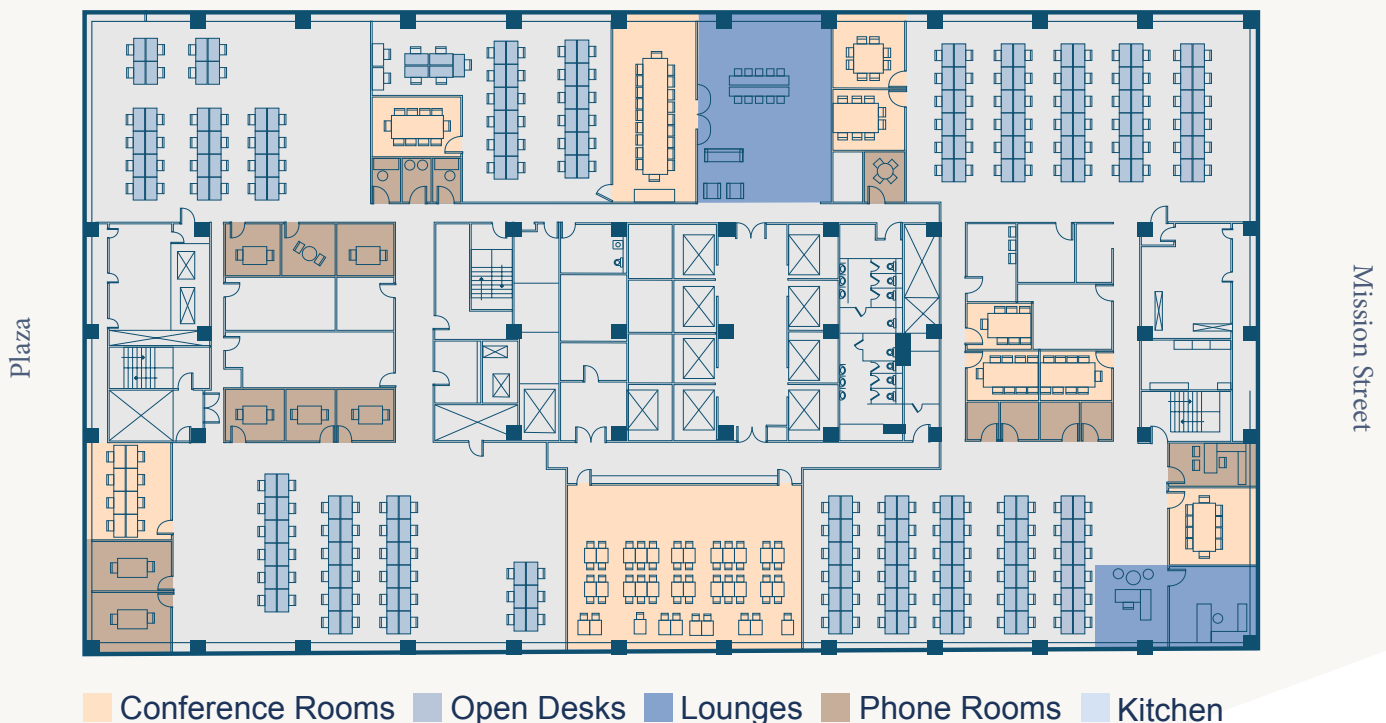 Plaza
Mission Street
Conference Rooms Open Desks Lounges Phone Rooms Kitchen